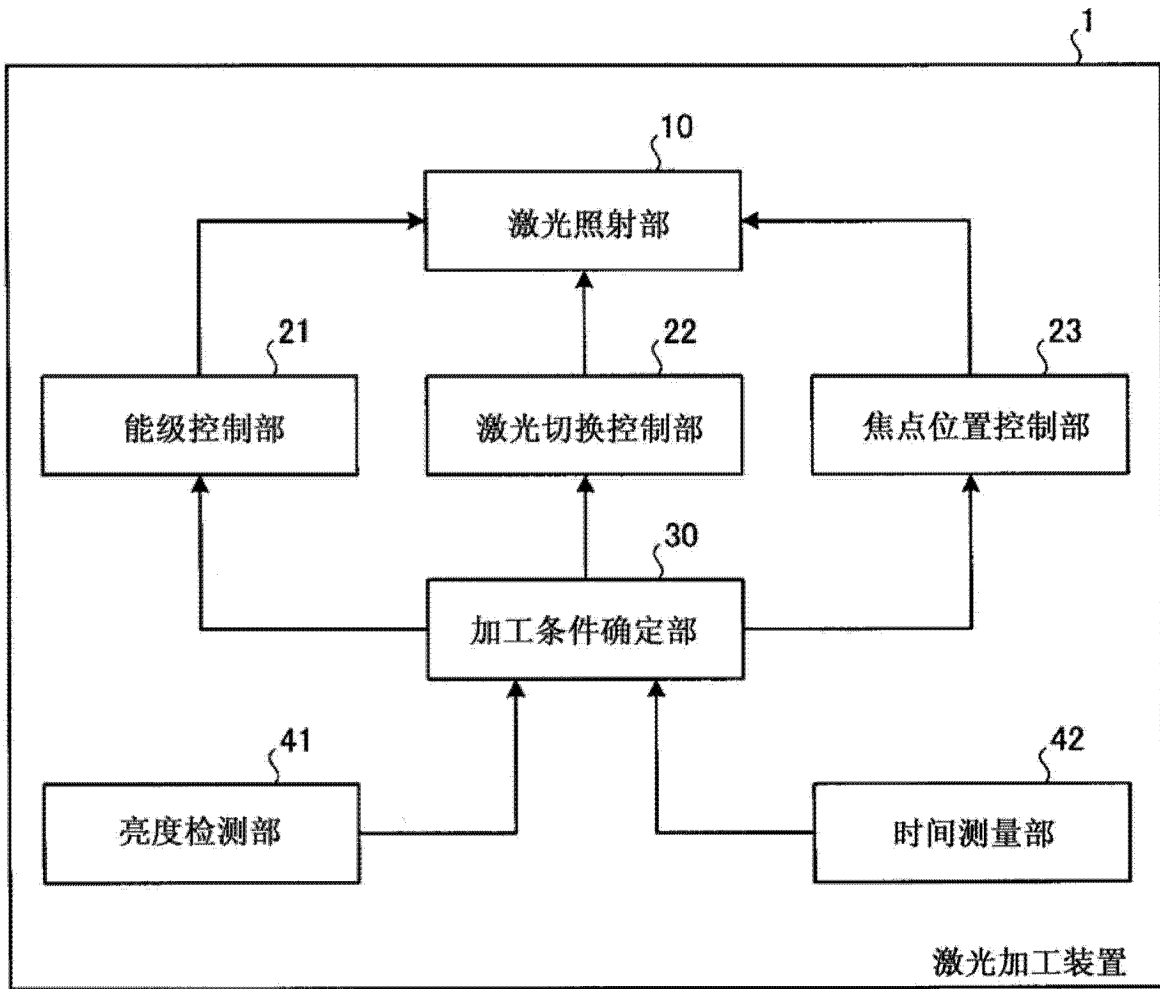 1
10
激光照射部
21
22
23
能级控制部
激光切换控制部
焦点位置控制部
30
加工条件确定部
41
42
亮度检测部
时间测量部
激光加工装置